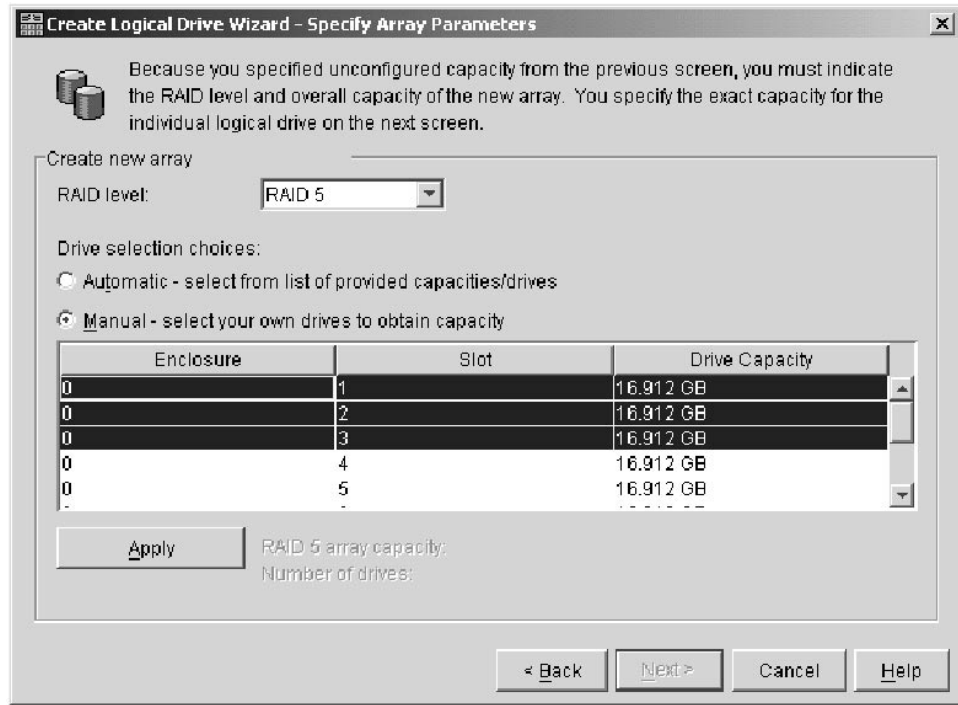 Create Logical Drive Wizard - Specify Array Parameters
Because you specified unconfigured capacity from the previous screen, you must indicate
the RAID level and overall capacity of the new array. You specify the exact capacity for the
individual logical drive on the next screen.
Create new array
RAID level: RAID 5
Drive selection choices:
Automatic - select from list of provided capacities/drives
Manual - select your own drives to obtain capacity
Enclosure Slot Drive Capacity
0 1 16.912 GB
0 2 16.912 GB
0 3 16.912 GB
0 4 16.912 GB
0 5 16.912 GB
Apply RAID 5 array capacity:
Number of drives:
< Back Next > Cancel Help